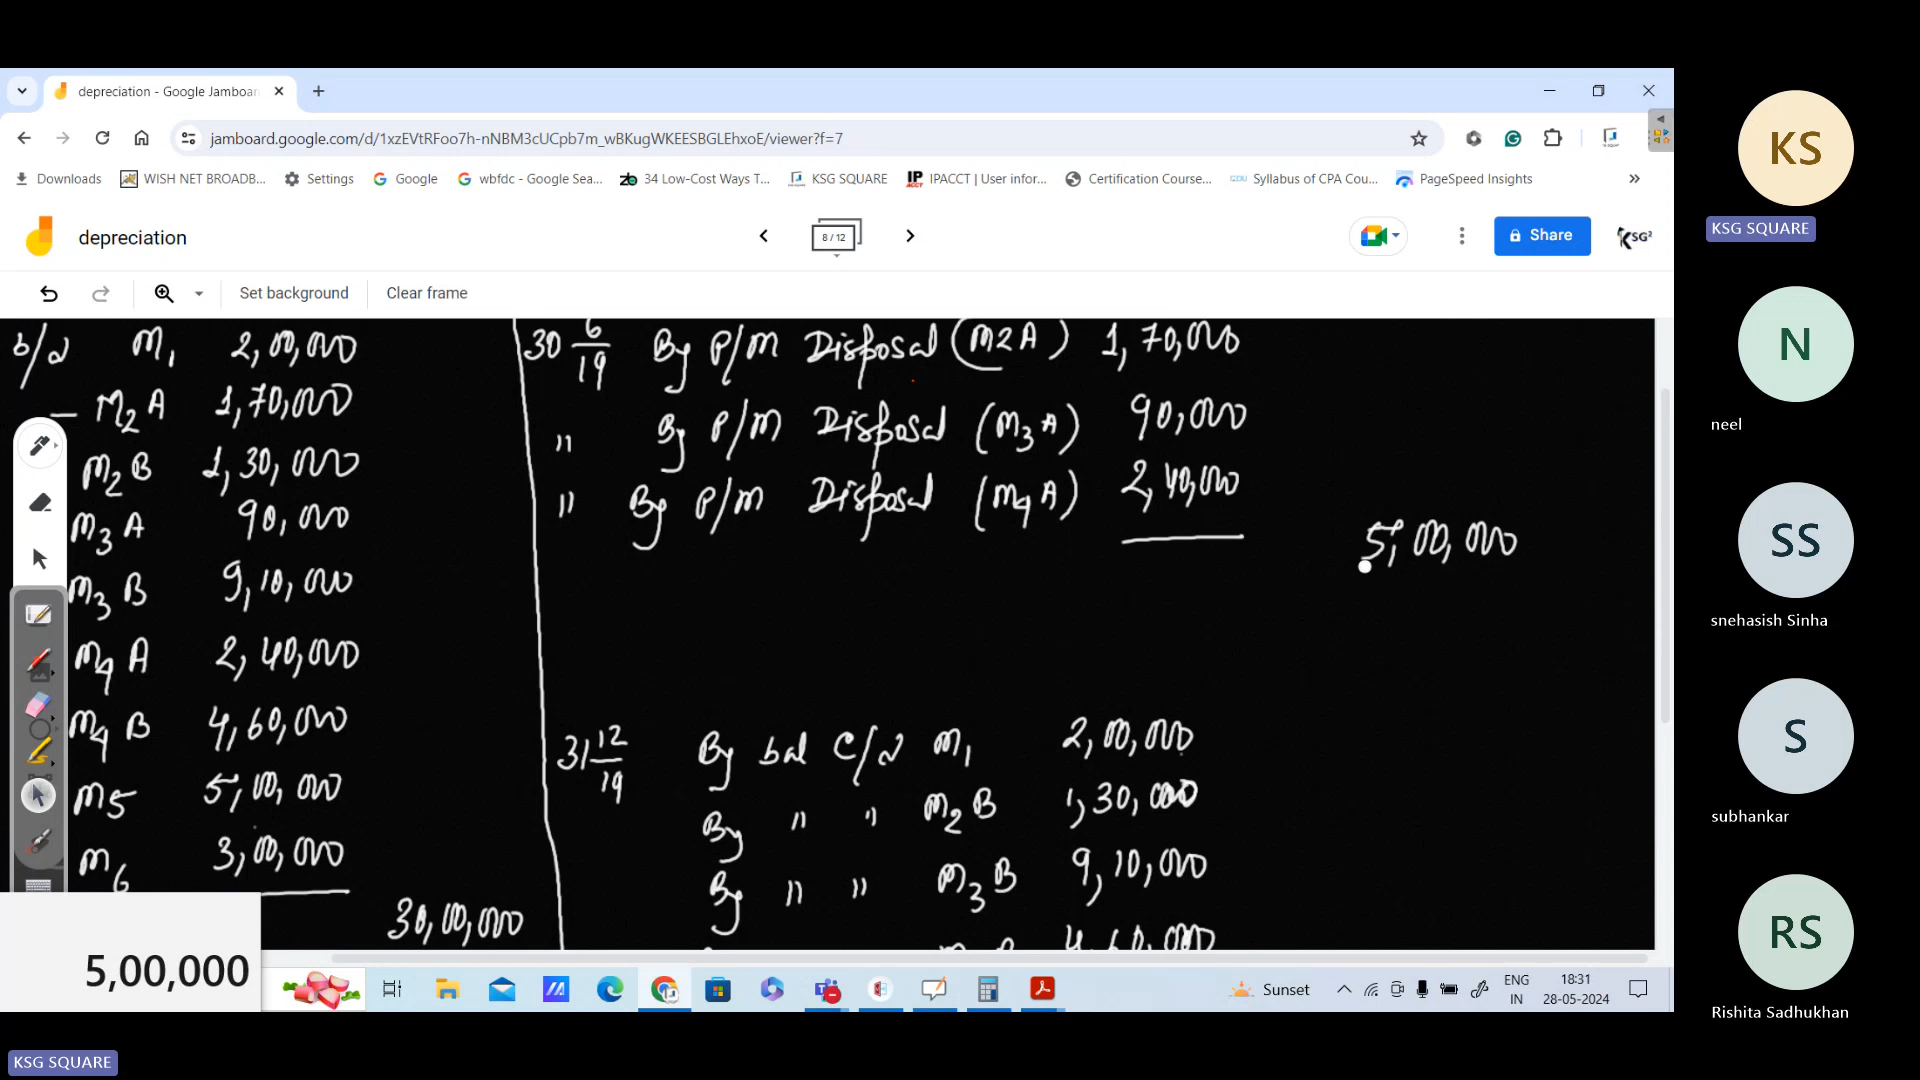 depreciation - Google Jamboar
jamboard.google.com/d/1xzEVtRFoo7h-nNBM3cUCpb7m_wBKugWKEESBGLEhxoE/viewer?f=7
Downloads WISH NET BROADB... Settings Google wbfdc - Google Sea... 34 Low-Cost Ways T... KSG SQUARE IPACCT | User infor... Certification Course... Syllabus of CPA Cou... PageSpeed Insights
depreciation 8 / 12 Share KSG²
Set background Clear frame
b/d M1 2,00,000
M2 A 1,70,000
M2 B 1,30,000
M3 A 90,000
M3 B 9,10,000
M4 A 2,40,000
M4 B 4,60,000
M5 5,00,000
M6 3,00,000
30,00,000
30 6/19 By P/M Disposal (M2A) 1,70,000
" By P/M Disposal (M3 A) 90,000
" By P/M Disposal (M4 A) 2,40,000
5,00,000
31 12/19 By bal c/d M1 2,00,000
By " " M2 B 1,30,000
By " " M3 B 9,10,000
4,60,000
5,00,000
Sunset ENG IN 18:31 28-05-2024
KSG SQUARE
KS
KSG SQUARE
N
neel
SS
snehasish Sinha
S
subhankar
RS
Rishita Sadhukhan